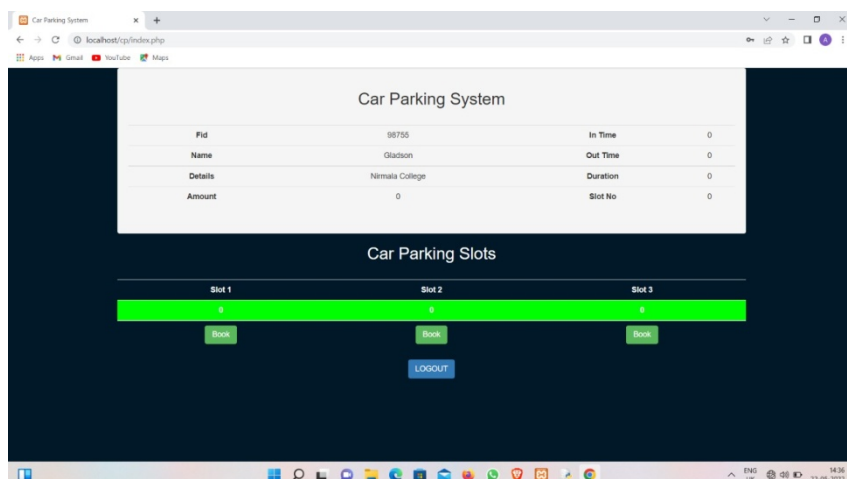 Car Parking System
localhost/cp/index.php
Apps Gmail YouTube Maps
Car Parking System
Fid 98755 In Time 0
Name Gladson Out Time 0
Details Nirmala College Duration 0
Amount 0 Slot No 0
Car Parking Slots
Slot 1 Slot 2 Slot 3
0 0 0
Book Book Book
LOGOUT
ENG 14:36